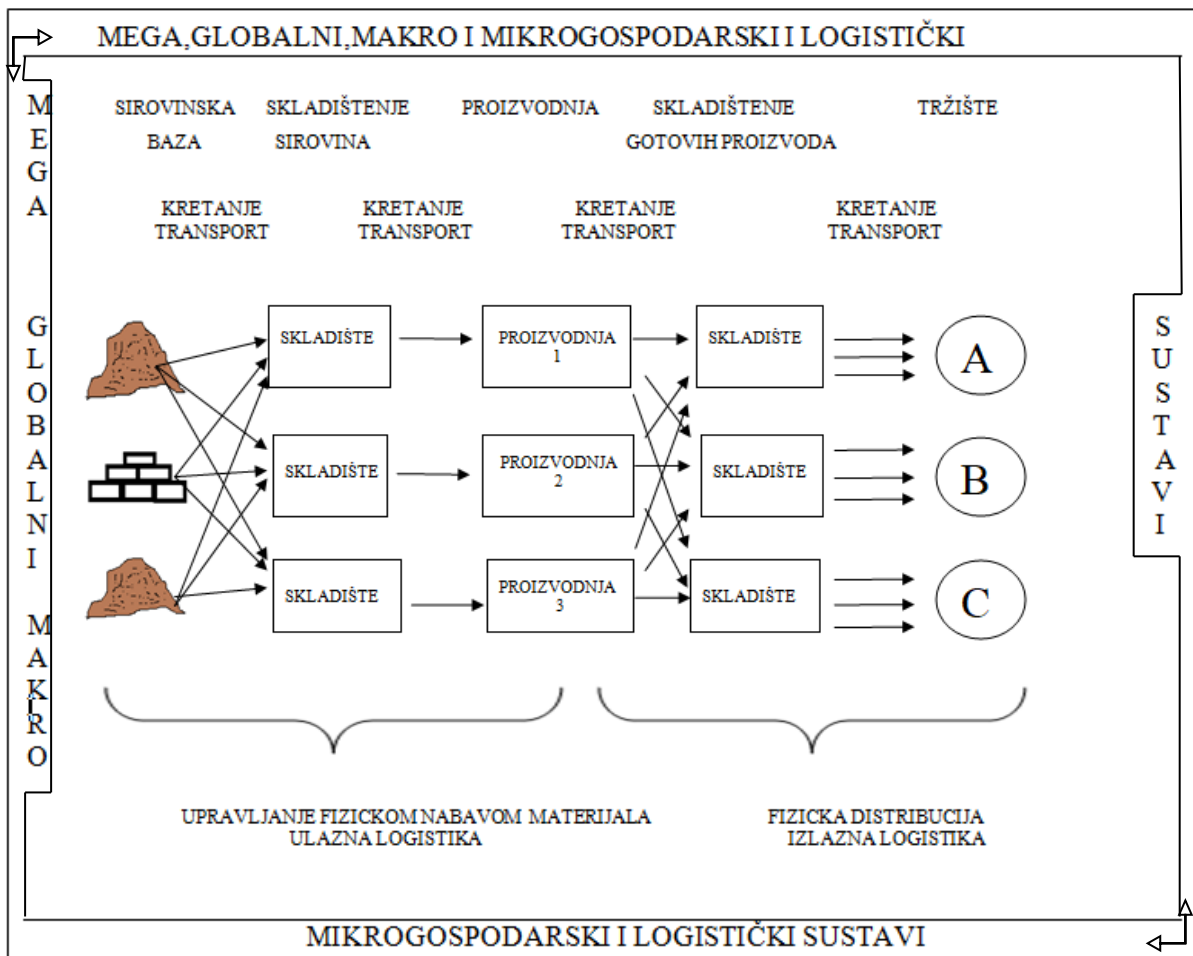 MEGA,GLOBALNI,MAKRO I MIKROGOSPODARSKI I LOGISTIČKI
MEGA GLOBALNI MAKRO
SIROVINSKA BAZA
SKLADIŠTENJE SIROVINA
PROIZVODNJA
SKLADIŠTENJE GOTOVIH PROIZVODA
TRŽIŠTE
KRETANJE
TRANSPORT
KRETANJE
TRANSPORT
KRETANJE
TRANSPORT
KRETANJE
TRANSPORT
SKLADIŠTE
PROIZVODNJA
1
SKLADIŠTE
A
SKLADIŠTE
PROIZVODNJA
2
SKLADIŠTE
B
SKLADIŠTE
PROIZVODNJA
3
SKLADIŠTE
C
SUSTAVI
UPRAVLJANJE FIZICKOM NABAVOM MATERIJALA
ULAZNA LOGISTIKA
FIZICKA DISTRIBUCIJA
IZLAZNA LOGISTIKA
MIKROGOSPODARSKI I LOGISTIČKI SUSTAVI